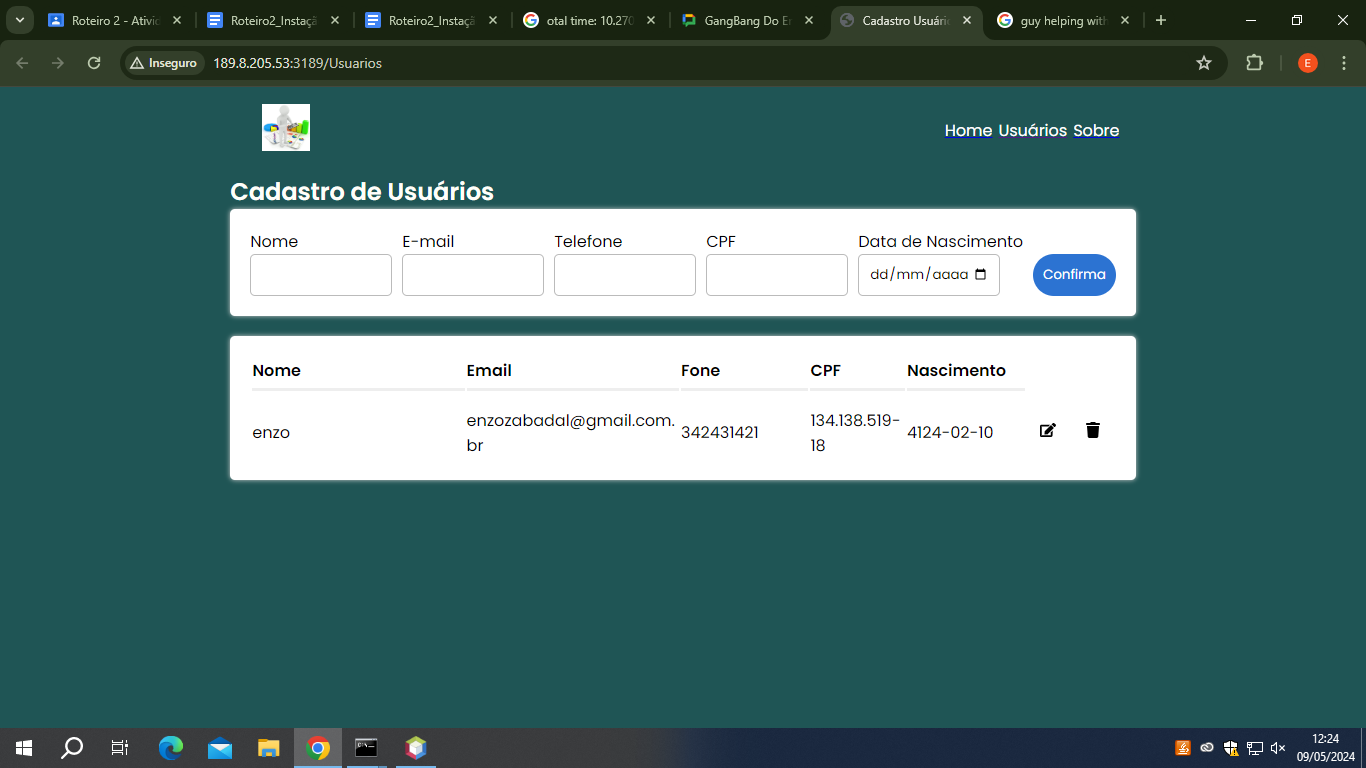 Roteiro 2 - Ativid
Roteiro2_Instaçã
Roteiro2_Instaçã
otal time: 10.270
GangBang Do En
Cadastro Usuário
guy helping with
Inseguro
189.8.205.53:3189/Usuarios
E
Home Usuários Sobre
Cadastro de Usuários
Nome E-mail Telefone CPF Data de Nascimento
dd/mm/aaaa
Confirma
Nome Email Fone CPF Nascimento
enzo enzozabadal@gmail.com. 342431421 134.138.519- 4124-02-10
br 18
12:24
09/05/2024